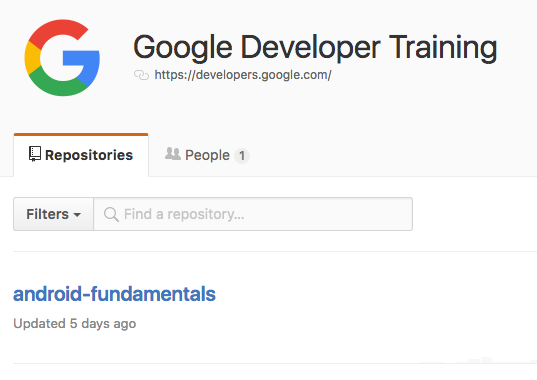 Google Developer Training
https://developers.google.com/
Repositories
People 1
Filters
Find a repository...
android-fundamentals
Updated 5 days ago